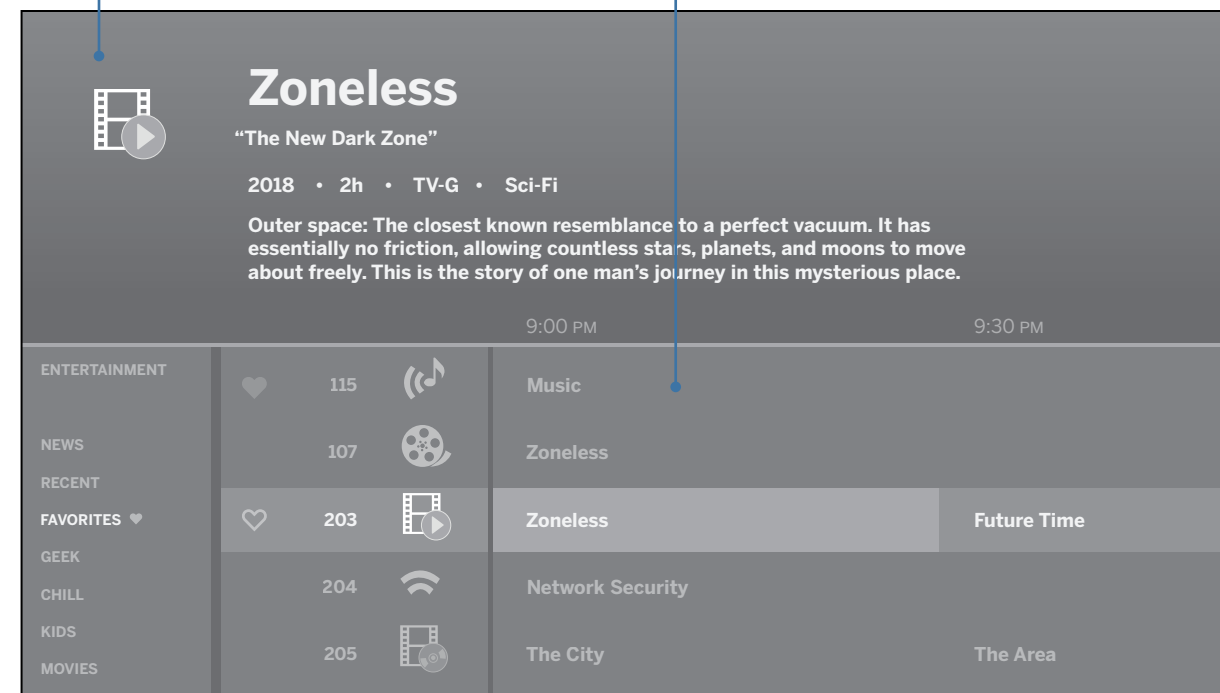 Zoneless
“The New Dark Zone”
2018 • 2h • TV-G • Sci-Fi
Outer space: The closest known resemblance to a perfect vacuum. It has
essentially no friction, allowing countless stars, planets, and moons to move
about freely. This is the story of one man’s journey in this mysterious place.
9:00 PM 9:30 PM
ENTERTAINMENT
NEWS
RECENT
FAVORITES
GEEK
CHILL
KIDS
MOVIES
115 Music
107 Zoneless
203 Zoneless Future Time
204 Network Security
205 The City The Area